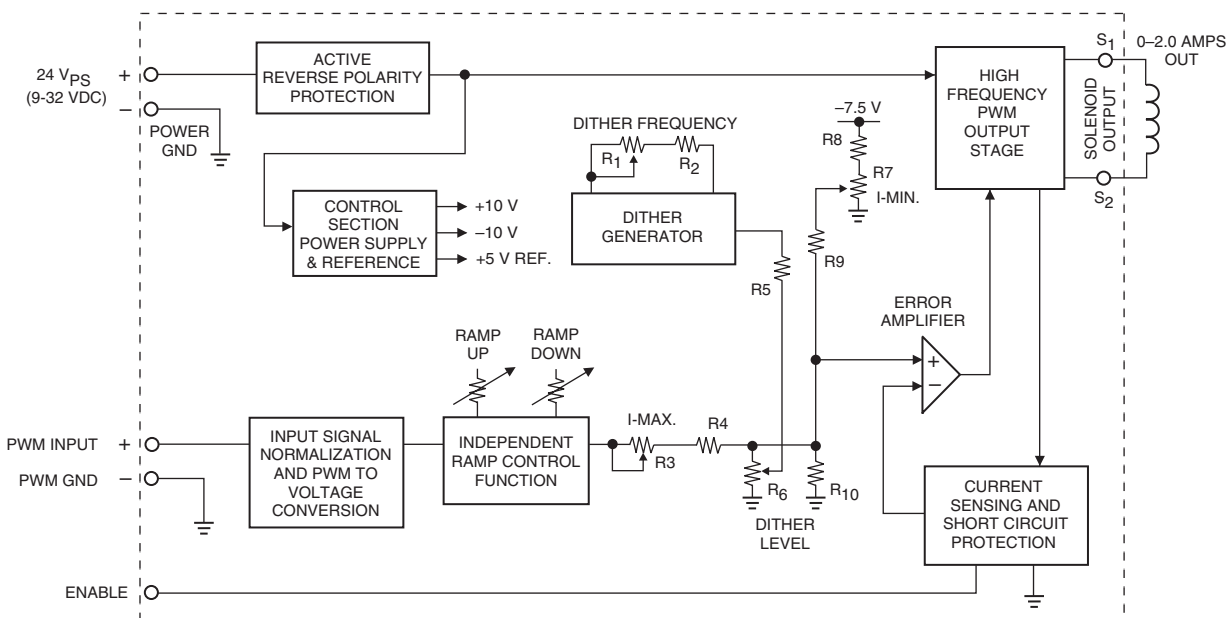 24 VPS
(9-32 VDC)
+
−
POWER
GND
ACTIVE
REVERSE POLARITY
PROTECTION
HIGH
FREQUENCY
PWM
OUTPUT
STAGE
S1
S2
SOLENOID
OUTPUT
0–2.0 AMPS
OUT
–7.5 V
R8
R7
I-MIN.
R9
DITHER FREQUENCY
R1
R2
DITHER
GENERATOR
R5
CONTROL
SECTION
POWER SUPPLY
& REFERENCE
+10 V
–10 V
+5 V REF.
ERROR
AMPLIFIER
+
−
RAMP
UP
RAMP
DOWN
PWM INPUT
+
PWM GND
−
INPUT SIGNAL
NORMALIZATION
AND PWM TO
VOLTAGE
CONVERSION
INDEPENDENT
RAMP CONTROL
FUNCTION
I-MAX.
R3
R4
R6
R10
DITHER
LEVEL
CURRENT
SENSING AND
SHORT CIRCUIT
PROTECTION
ENABLE